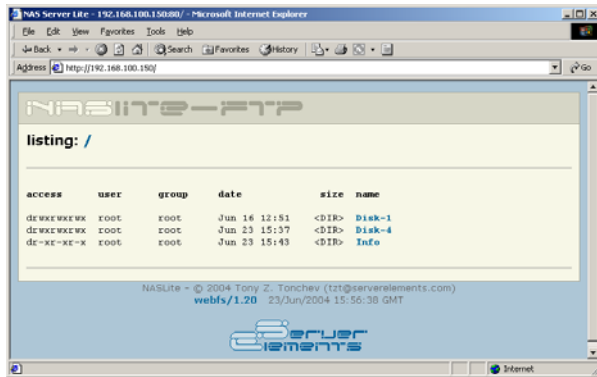 NAS Server Lite - 192.168.100.150:80/ - Microsoft Internet Explorer
File Edit View Favorites Tools Help
Back Search Favorites History
Address http://192.168.100.150/ Go
NASlite-FTP
listing: /
access user group date size name
drwxrwxrwx root root Jun 16 12:51 <DIR> Disk-1
drwxrwxrwx root root Jun 23 15:37 <DIR> Disk-4
dr-xr-xr-x root root Jun 23 15:43 <DIR> Info
NASLite - © 2004 Tony Z. Tonchev (tzt@serverelements.com)
webfs/1.20 23/Jun/2004 15:56:38 GMT
Server
Elements
Internet